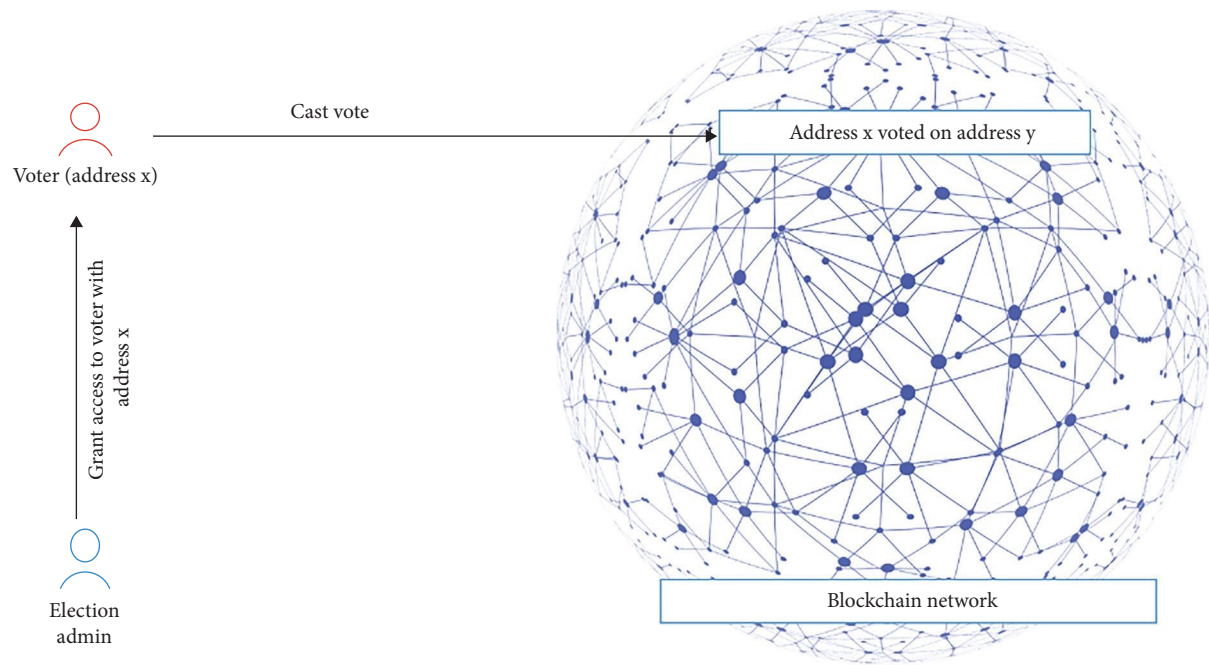 Cast vote
Address x voted on address y
Voter (address x)
Grant access to voter with
address x
Election
admin
Blockchain network